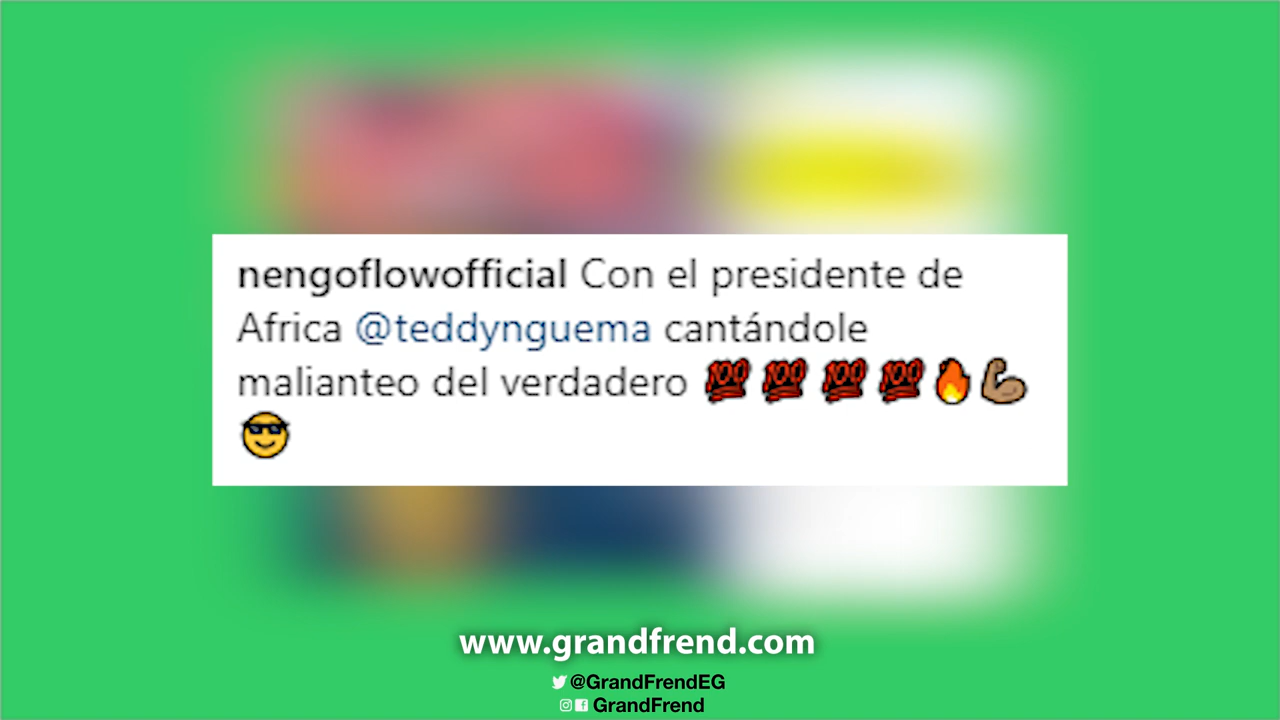 nengoflowofficial Con el presidente de
Africa @teddynguema cantándole
malianteo del verdadero 💯 💯 💯 💯🔥💪🏽
😎
www.grandfrend.com
@GrandFrendEG
GrandFrend